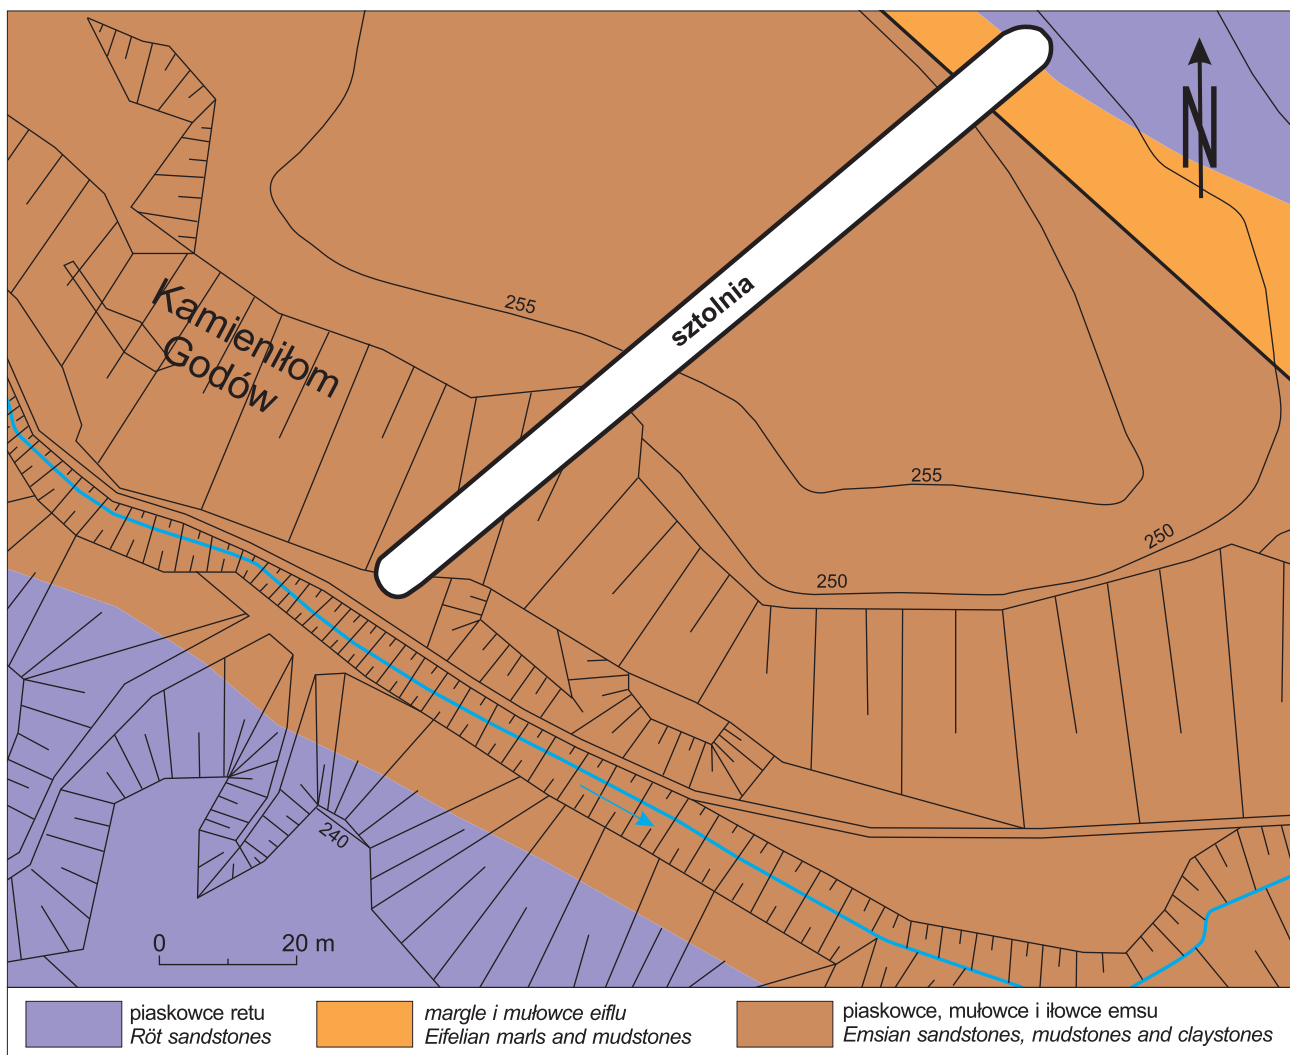 N
255
sztolnia
Kamieniłom
Godów
255
250
250
240
0 20 m
piaskowce retu
Röt sandstones
margle i mułowce eiflu
Eifelian marls and mudstones
piaskowce, mułowce i iłowce emsu
Emsian sandstones, mudstones and claystones